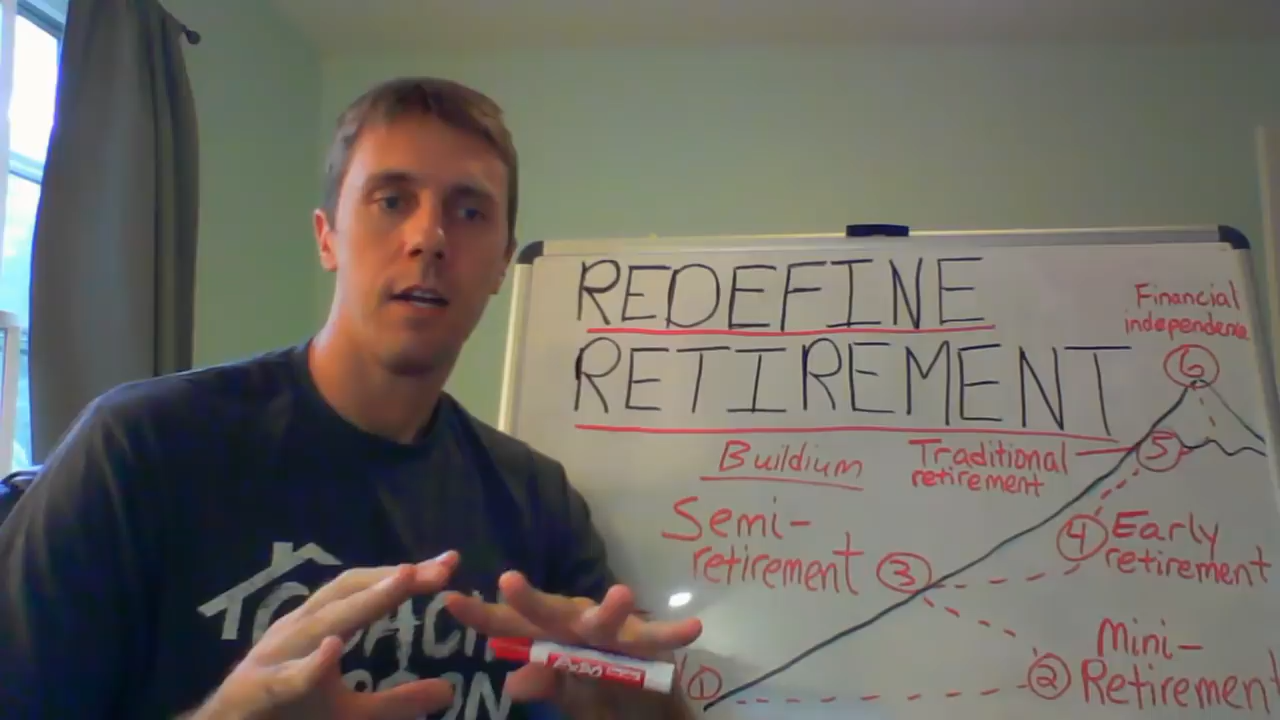 REDEFINE
RETIREMENT
Financial
independence
6
Buildium
Traditional
retirement
5
Semi-
retirement
3
4
Early
retirement
Mini-
Retirement
1
2
COACH